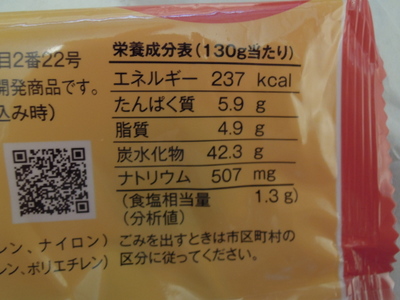 栄養成分表(130g当たり)
エネルギー 237 kcal
たんぱく質 5.9 g
脂質 4.9 g
炭水化物 42.3 g
ナトリウム 507 mg
(食塩相当量 1.3g)
(分析値)
目2番22号
開発商品です。
込み時)
レン、ナイロン)
レン、ポリエチレン)
ごみを出すときは市区町村の
区分に従ってください。